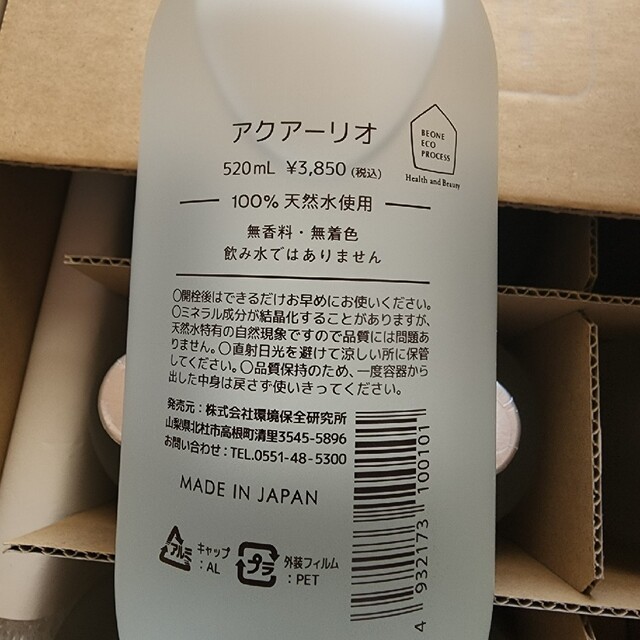 アクアーリオ
520mL ¥3,850 (税込)
BEONE
ECO
PROCESS
Health and Beauty
100% 天然水使用
無香料・無着色
飲み水ではありません
〇開栓後はできるだけお早めにお使いください。
〇ミネラル成分が結晶化することがありますが、
天然水特有の自然現象ですので品質には問題あ
りません。〇直射日光を避けて涼しい所に保管
してください。〇品質保持のため、一度容器から
出した中身は戻さず使いきってください。
発売元：株式会社環境保全研究所
山梨県北杜市高根町清里3545-5896
お問い合わせ：TEL.0551-48-5300
MADE IN JAPAN
アルミ キャップ
：AL
プラ 外装フィルム
：PET
4 932173 100101